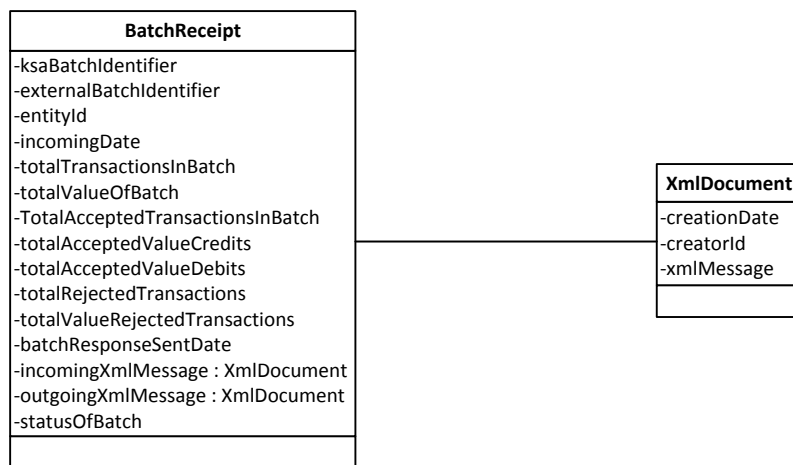 BatchReceipt
-ksaBatchIdentifier
-externalBatchIdentifier
-entityId
-incomingDate
-totalTransactionsInBatch
-totalValueOfBatch
-TotalAcceptedTransactionsInBatch
-totalAcceptedValueCredits
-totalAcceptedValueDebits
-totalRejectedTransactions
-totalValueRejectedTransactions
-batchResponseSentDate
-incomingXmlMessage : XmlDocument
-outgoingXmlMessage : XmlDocument
-statusOfBatch
XmlDocument
-creationDate
-creatorId
-xmlMessage